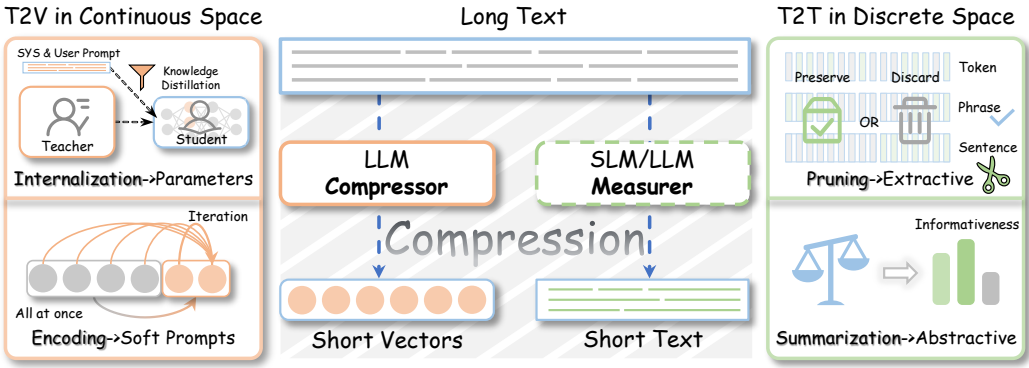 T2V in Continuous Space
SYS & User Prompt
Knowledge
Distillation
Teacher
Student
Internalization->Parameters
Iteration
All at once
Encoding->Soft Prompts
Long Text
LLM
Compressor
SLM/LLM
Measurer
Compression
Short Vectors
Short Text
T2T in Discrete Space
Preserve
Discard
Token
OR
Phrase
Sentence
Pruning->Extractive
Informativeness
Summarization->Abstractive